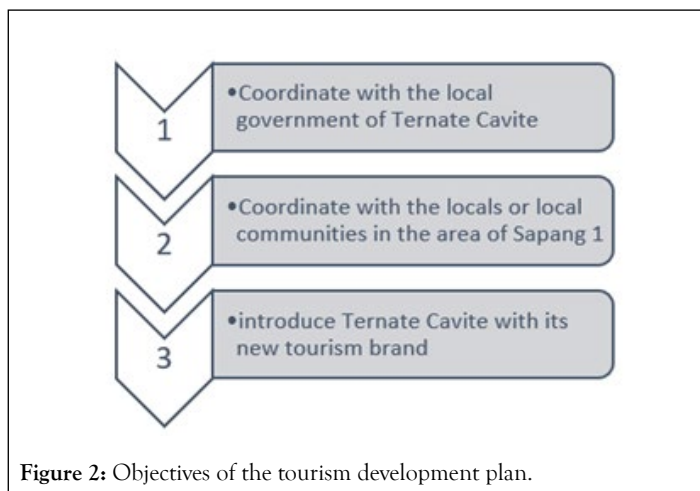 1
•Coordinate with the local
government of Ternate Cavite
2
•Coordinate with the locals or local
communities in the area of Sapang 1
3
•introduce Ternate Cavite with its
new tourism brand
Figure 2: Objectives of the tourism development plan.